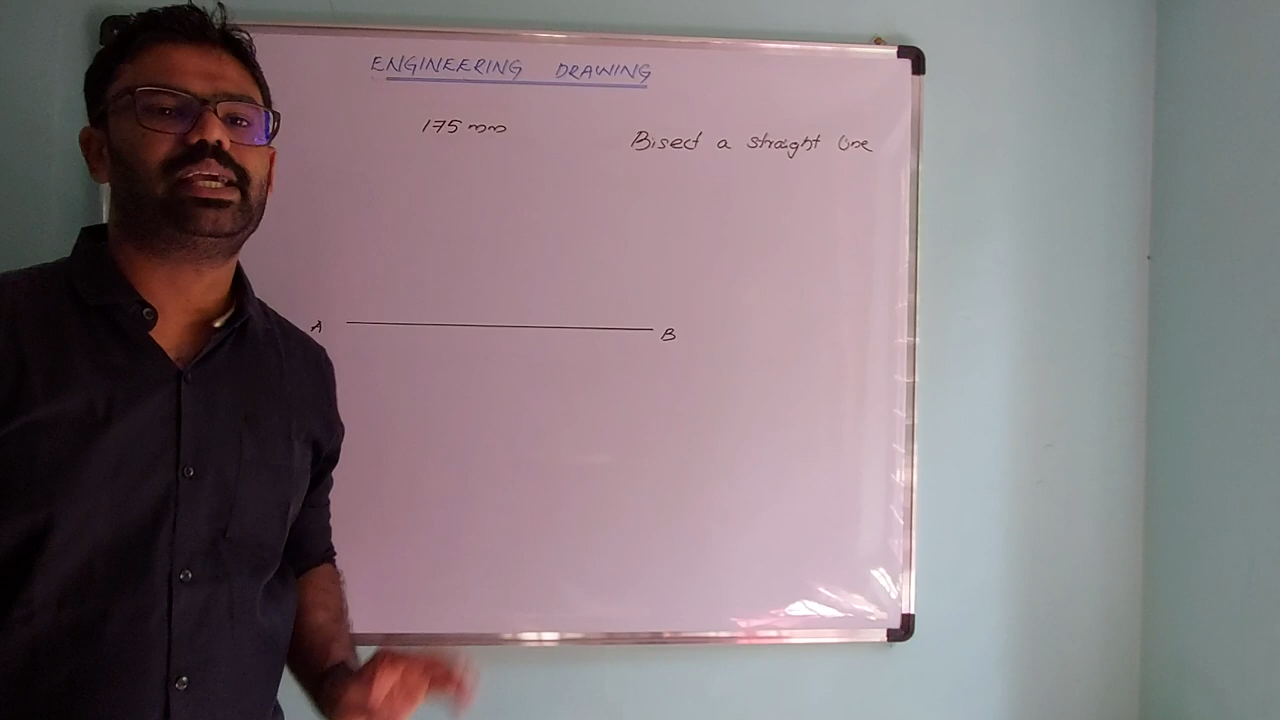 ENGINEERING DRAWING
175 mm
Bisect a straight line
A
B